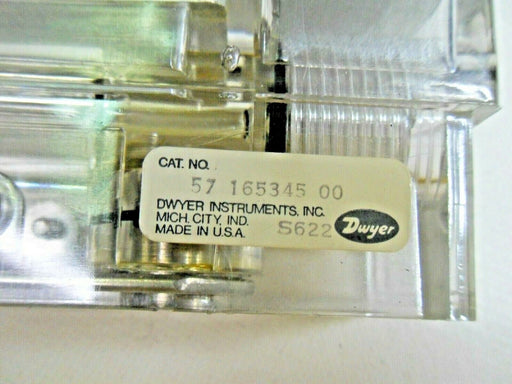 CAT. NO.
57 165345 00
DWYER INSTRUMENTS, INC.
MICH. CITY, IND.
MADE IN U.S.A. S622 Dwyer